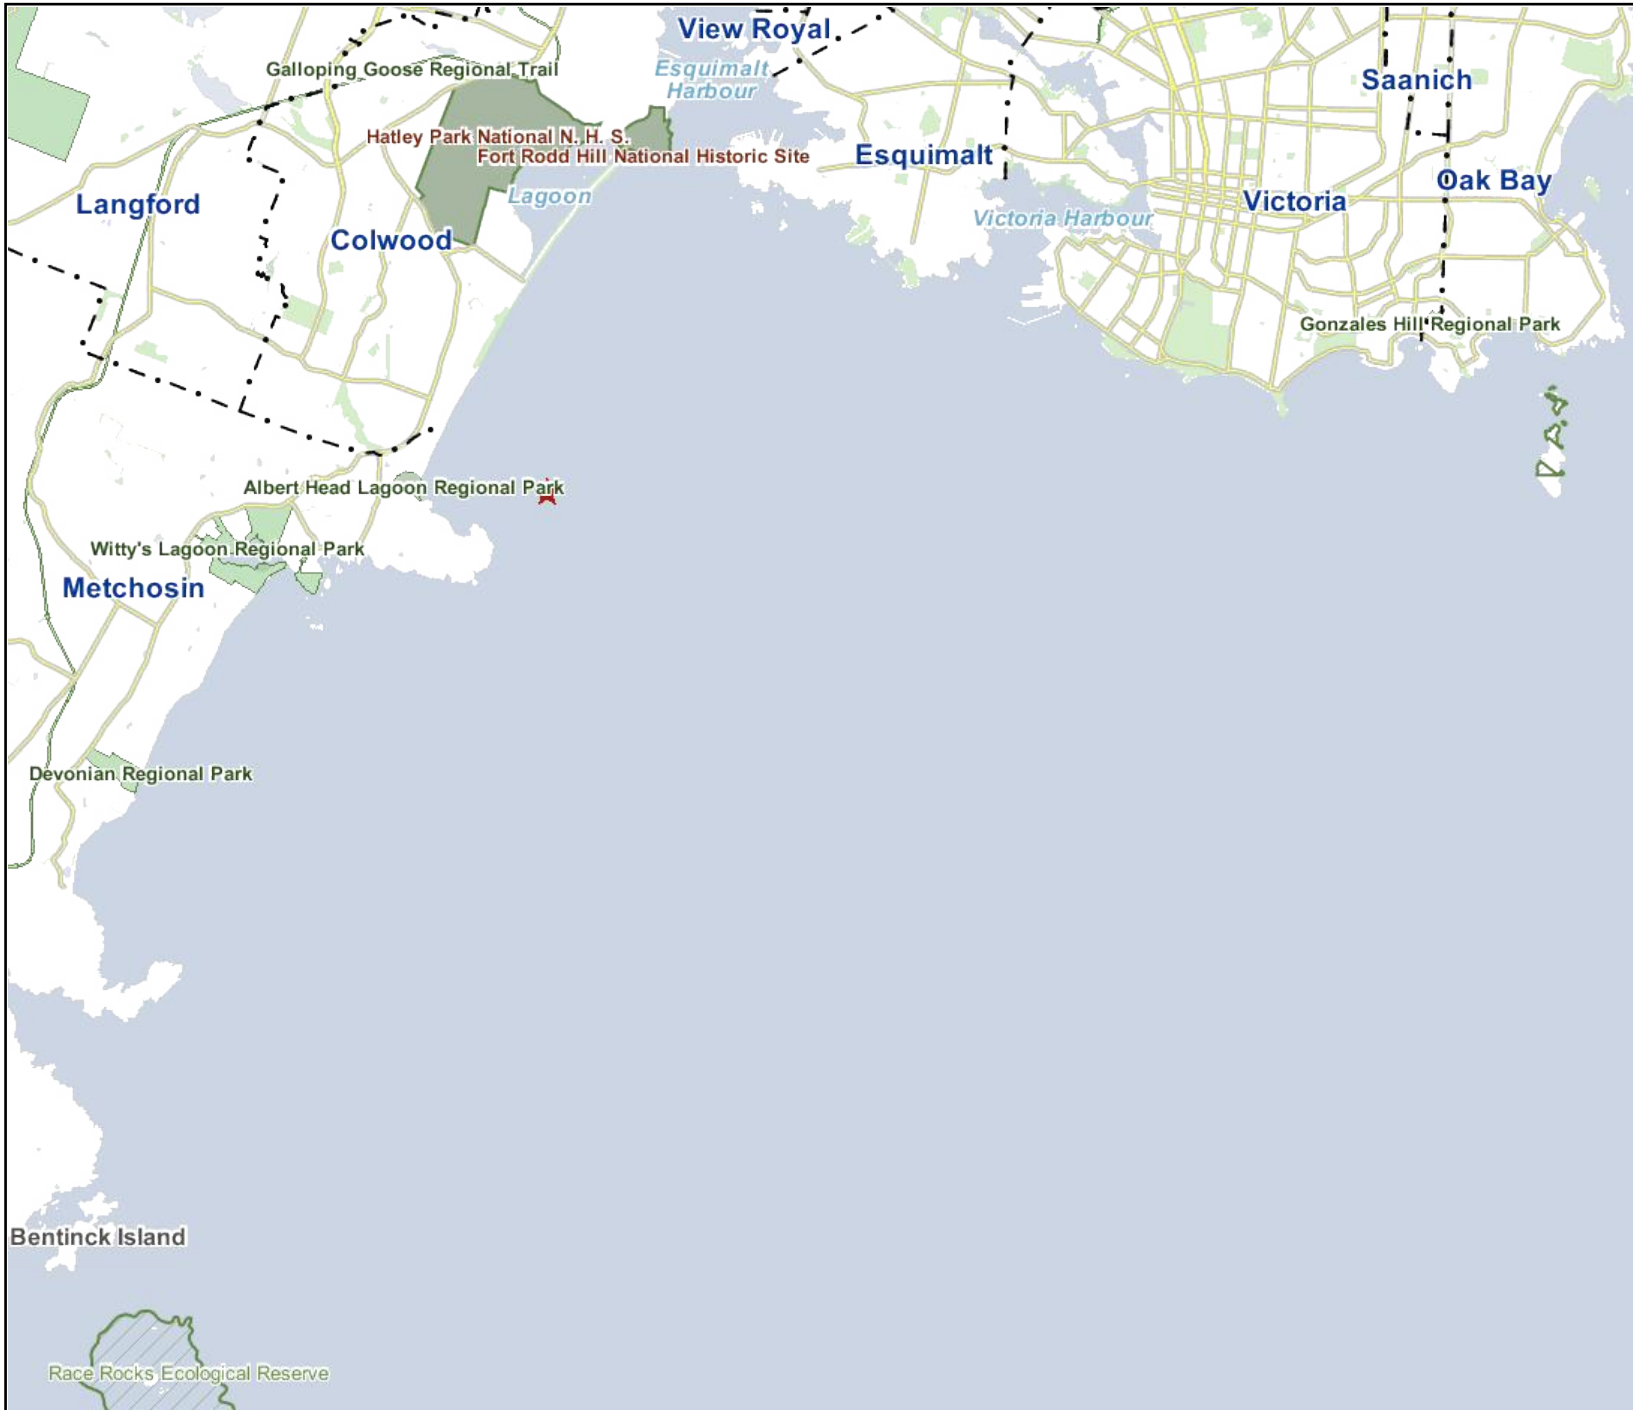 View Royal
Galloping Goose Regional Trail
Esquimalt
Harbour
Saanich
Hatley Park National N. H. S.
Fort Rodd Hill National Historic Site
Esquimalt
Langford
Lagoon
Oak Bay
Victoria
Victoria Harbour
Colwood
Gonzales Hill Regional Park
Albert Head Lagoon Regional Park
Witty's Lagoon Regional Park
Metchosin
Devonian Regional Park
Bentinck Island
Race Rocks Ecological Reserve